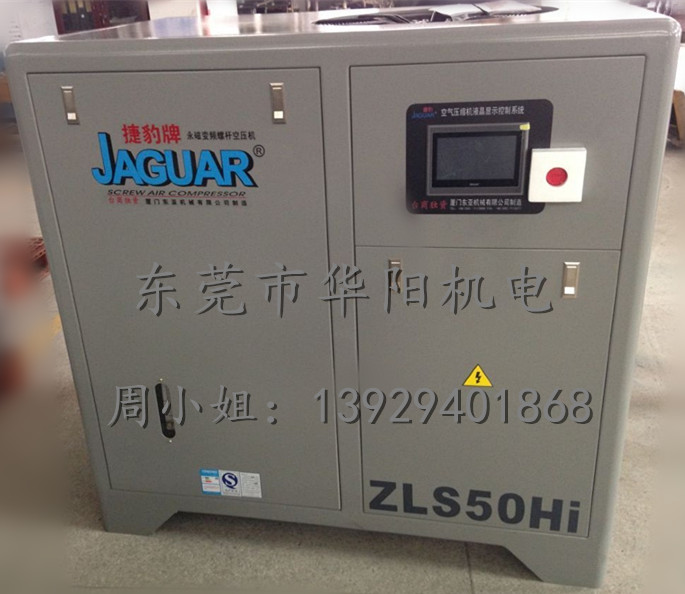 捷豹牌 永磁变频螺杆空压机
JAGUAR®
SCREW AIR COMPRESSOR
台商独资 厦门东亚机械有限公司制造
捷豹
JAGUAR
空气压缩机液晶显示控制系统
台商独资 厦门东亚机械有限公司制造
东莞市华阳机电
周小姐：13929401868
ZLS50Hi